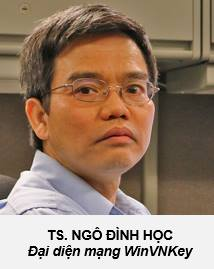 TS. NGÔ ĐÌNH HỌC
Đại diện mạng WinVNKey